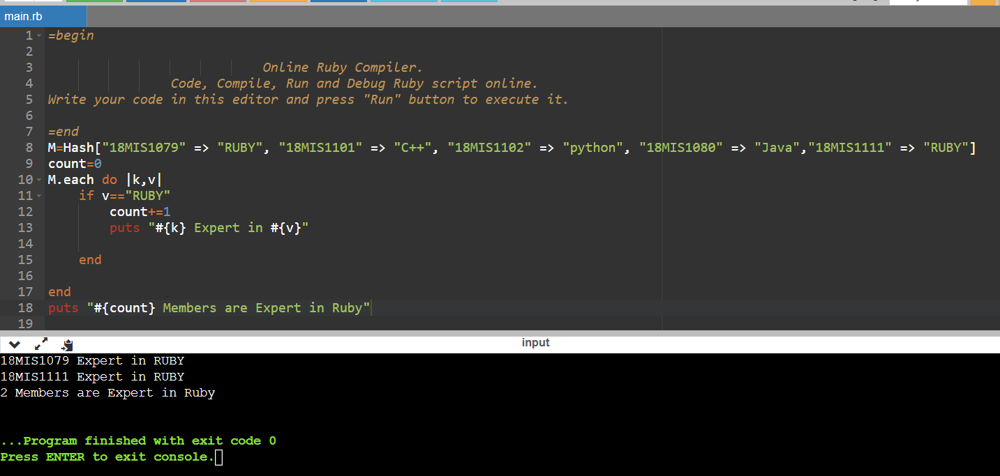 main.rb
1 =begin
2
3 Online Ruby Compiler.
4 Code, Compile, Run and Debug Ruby script online.
5 Write your code in this editor and press "Run" button to execute it.
6
7 =end
8 M=Hash["18MIS1079" => "RUBY", "18MIS1101" => "C++", "18MIS1102" => "python", "18MIS1080" => "Java","18MIS1111" => "RUBY"]
9 count=0
10 M.each do |k,v|
11 if v=="RUBY"
12 count+=1
13 puts "#{k} Expert in #{v}"
14
15 end
16
17 end
18 puts "#{count} Members are Expert in Ruby"
19
input
18MIS1079 Expert in RUBY
18MIS1111 Expert in RUBY
2 Members are Expert in Ruby
...Program finished with exit code 0
Press ENTER to exit console.